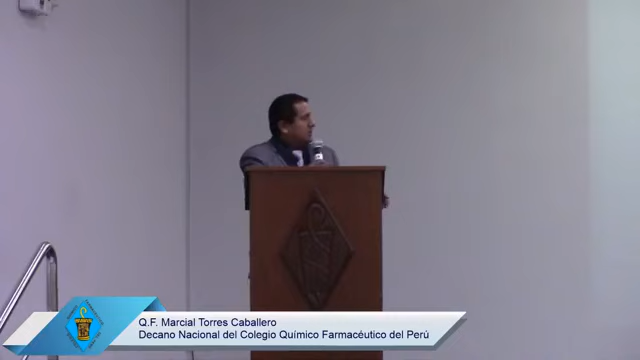 Q.F. Marcial Torres Caballero
Decano Nacional del Colegio Químico Farmacéutico del Perú